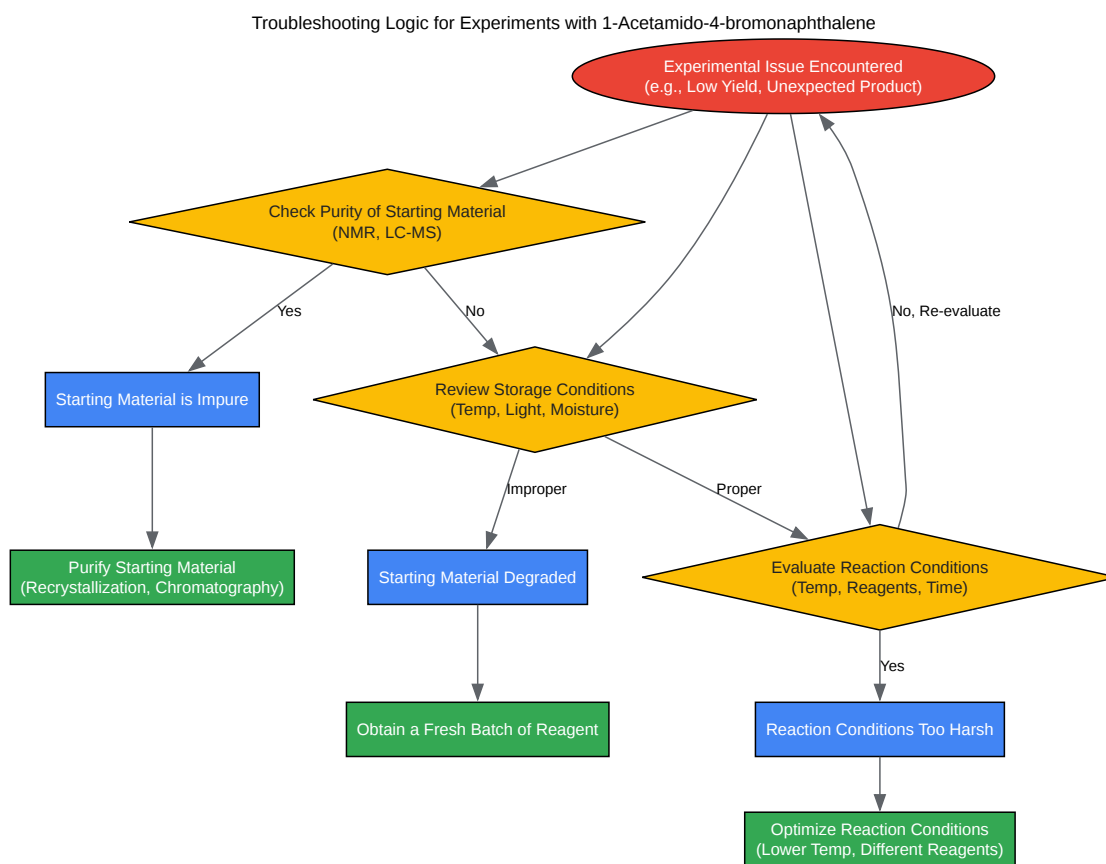 Troubleshooting Logic for Experiments with 1-Acetamido-4-bromonaphthalene
Experimental Issue Encountered
(e.g., Low Yield, Unexpected Product)
Check Purity of Starting Material
(NMR, LC-MS)
Yes
No
No, Re-evaluate
Starting Material is Impure
Review Storage Conditions
(Temp, Light, Moisture)
Improper
Proper
Purify Starting Material
(Recrystallization, Chromatography)
Starting Material Degraded
Evaluate Reaction Conditions
(Temp, Reagents, Time)
Yes
Obtain a Fresh Batch of Reagent
Reaction Conditions Too Harsh
Optimize Reaction Conditions
(Lower Temp, Different Reagents)